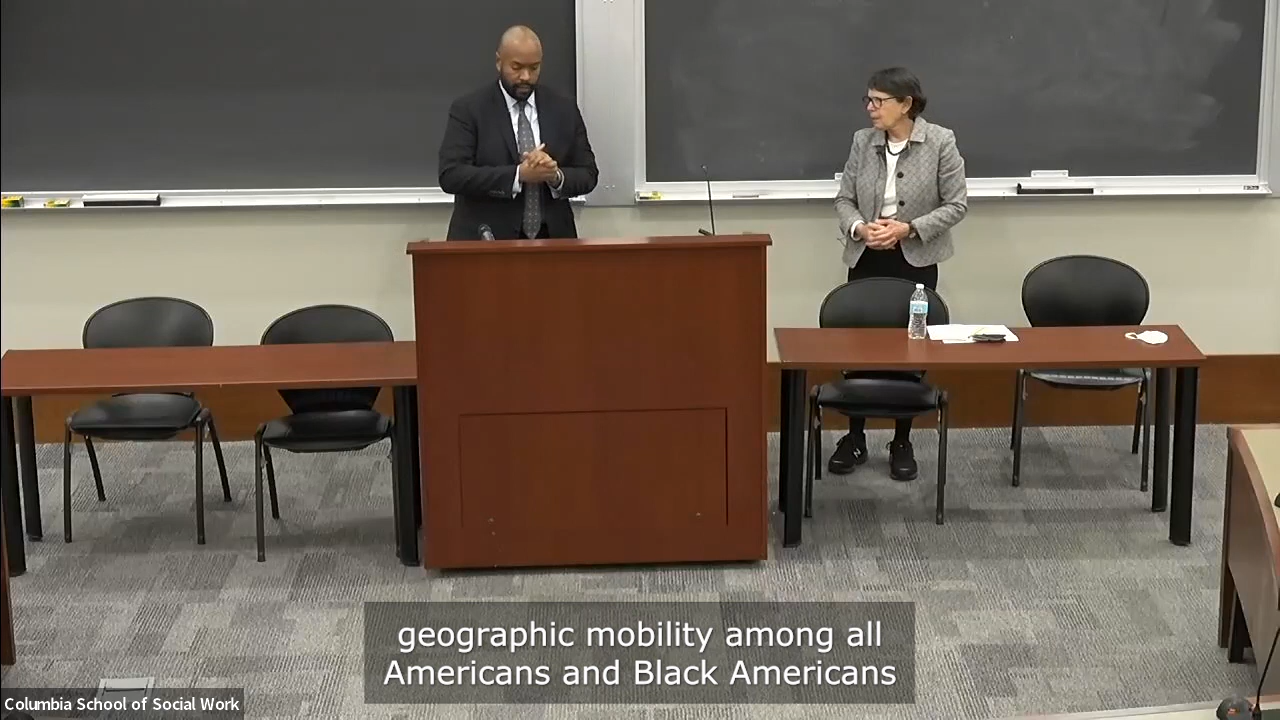 geographic mobility among all
Americans and Black Americans
Columbia School of Social Work